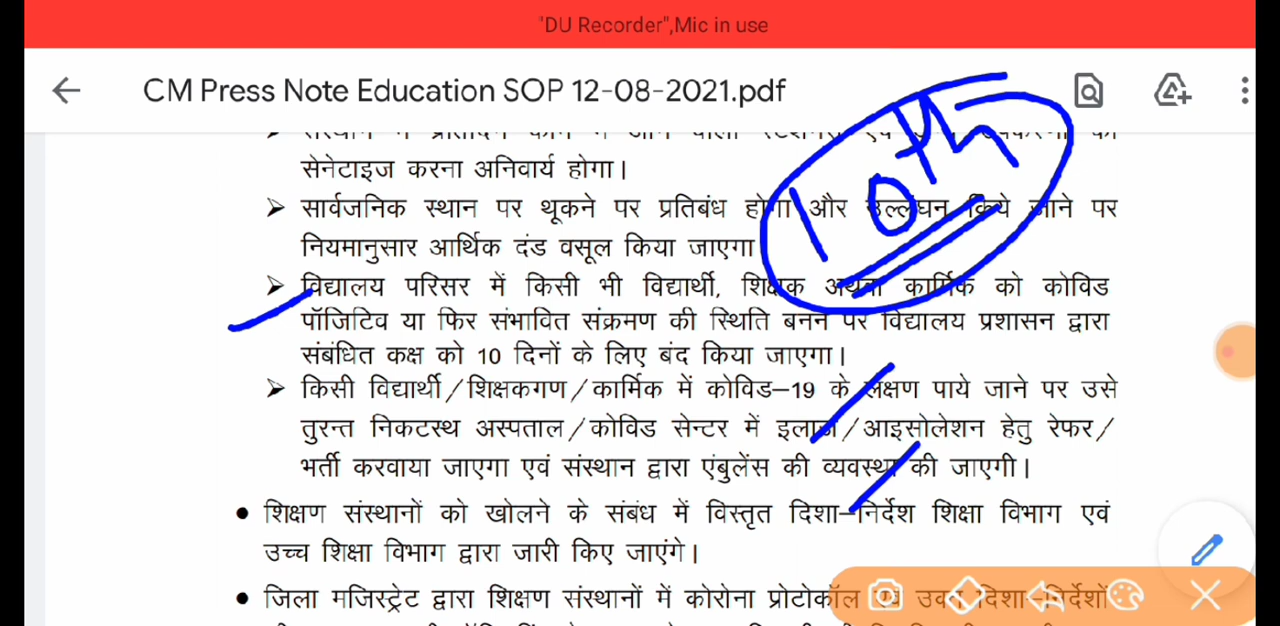 "DU Recorder",Mic in use
CM Press Note Education SOP 12-08-2021.pdf
सेनेटाइज करना अनिवार्य होगा।
➢ सार्वजनिक स्थान पर थूकने पर प्रतिबंध होगा और उल्लंघन किये जाने पर
नियमानुसार आर्थिक दंड वसूल किया जाएगा
➢ विद्यालय परिसर में किसी भी विद्यार्थी, शिक्षक अथवा कार्मिक को कोविड
पॉजिटिव या फिर संभावित संक्रमण की स्थिति बनने पर विद्यालय प्रशासन द्वारा
संबंधित कक्ष को 10 दिनों के लिए बंद किया जाएगा।
➢ किसी विद्यार्थी/शिक्षकगण/कार्मिक में कोविड–19 के लक्षण पाये जाने पर उसे
तुरन्त निकटस्थ अस्पताल/कोविड सेन्टर में इलाज/आइसोलेशन हेतु रेफर/
भर्ती करवाया जाएगा एवं संस्थान द्वारा एंबुलेंस की व्यवस्था की जाएगी।
• शिक्षण संस्थानों को खोलने के संबंध में विस्तृत दिशा–निर्देश शिक्षा विभाग एवं
उच्च शिक्षा विभाग द्वारा जारी किए जाएंगे।
• जिला मजिस्ट्रेट द्वारा शिक्षण संस्थानों में कोरोना प्रोटोकॉल एवं उक्त दिशा–निर्देशों